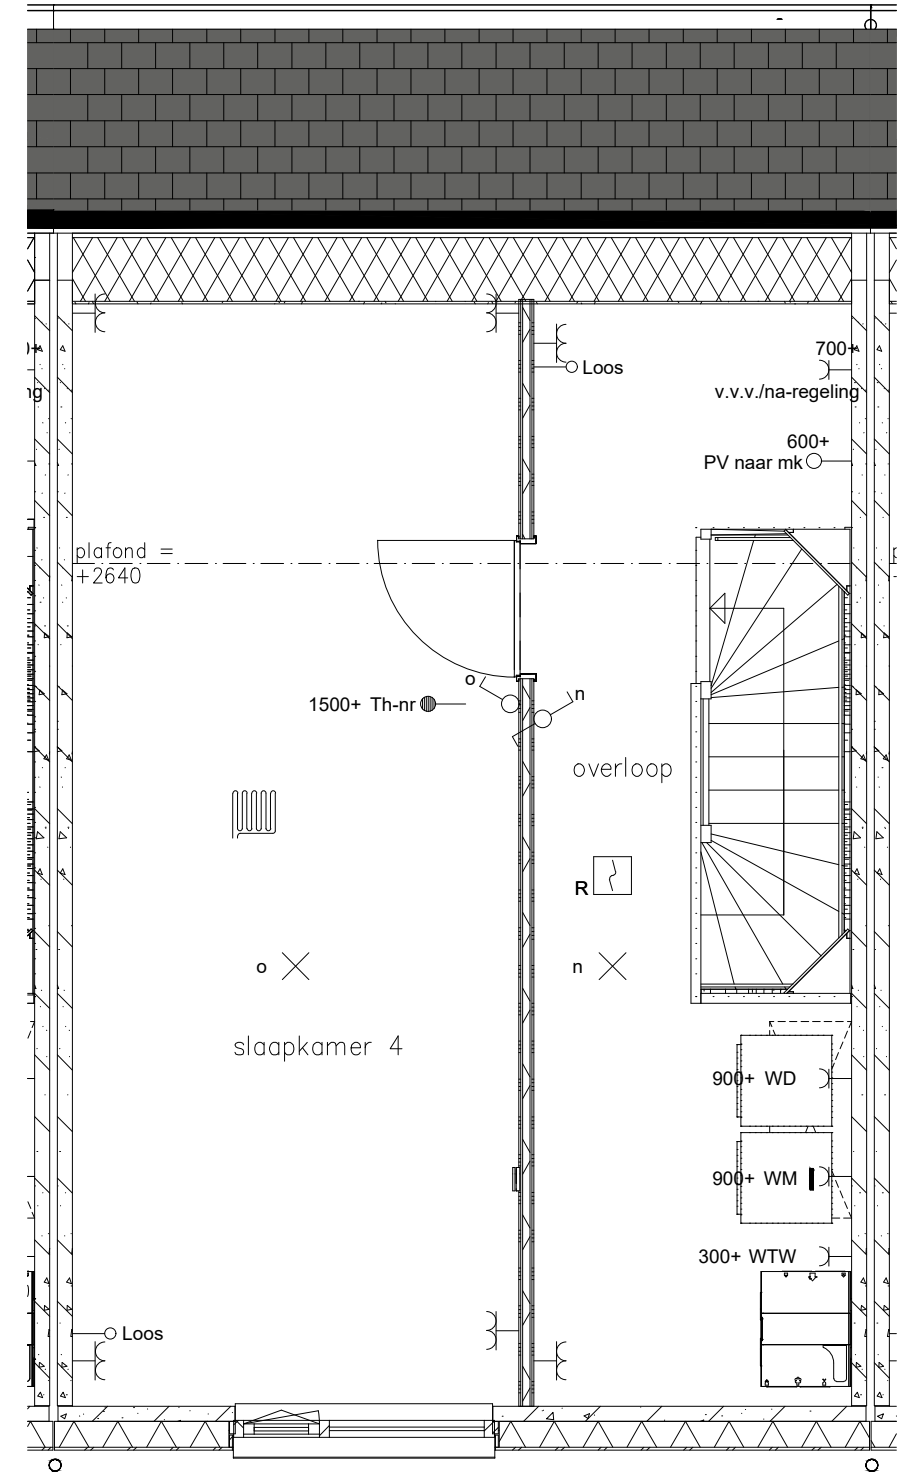 Loos
700+
v.v.v./na-regeling
600+
PV naar mk
plafond =
+2640
o
n
1500+ Th-nr
overloop
R
o
n
slaapkamer 4
900+ WD
900+ WM
300+ WTW
Loos